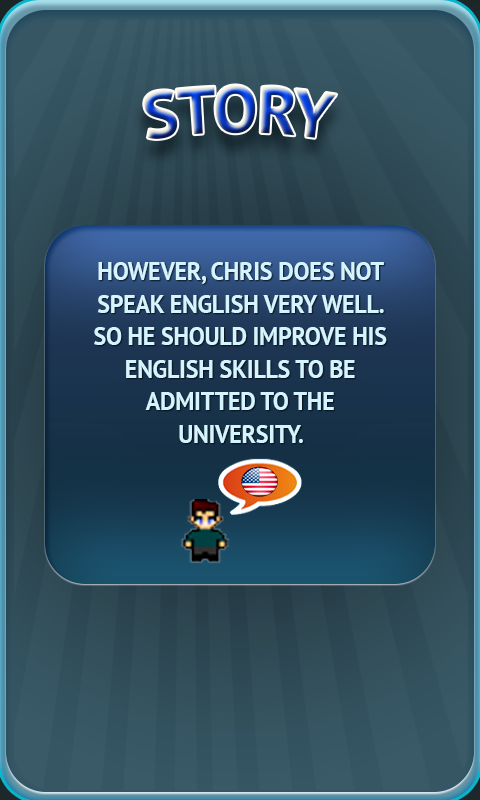 STORY
HOWEVER, CHRIS DOES NOT
SPEAK ENGLISH VERY WELL.
SO HE SHOULD IMPROVE HIS
ENGLISH SKILLS TO BE
ADMITTED TO THE
UNIVERSITY.